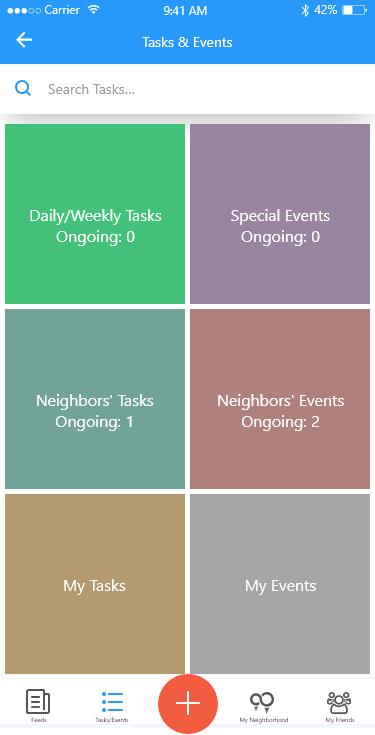 Carrier 9:41 AM 42%
Tasks & Events
Search Tasks...
Daily/Weekly Tasks
Ongoing: 0
Special Events
Ongoing: 0
Neighbors' Tasks
Ongoing: 1
Neighbors' Events
Ongoing: 2
My Tasks
My Events
Feeds
Tasks/Events
My Neighborhood
My Friends